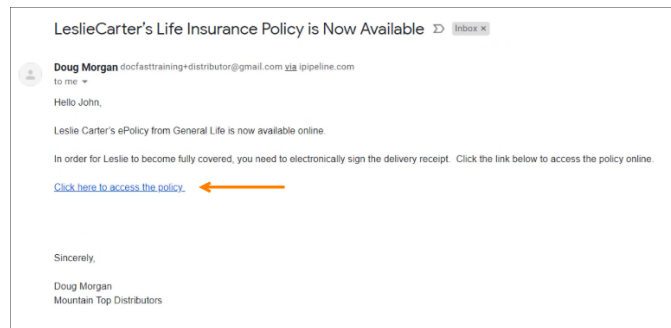 LeslieCarter's Life Insurance Policy is Now Available Inbox ×
Doug Morgan docfasttraining+distributor@gmail.com via ipipeline.com
to me
Hello John,
Leslie Carter's ePolicy from General Life is now available online.
In order for Leslie to become fully covered, you need to electronically sign the delivery receipt. Click the link below to access the policy online.
Click here to access the policy.
Sincerely,
Doug Morgan
Mountain Top Distributors